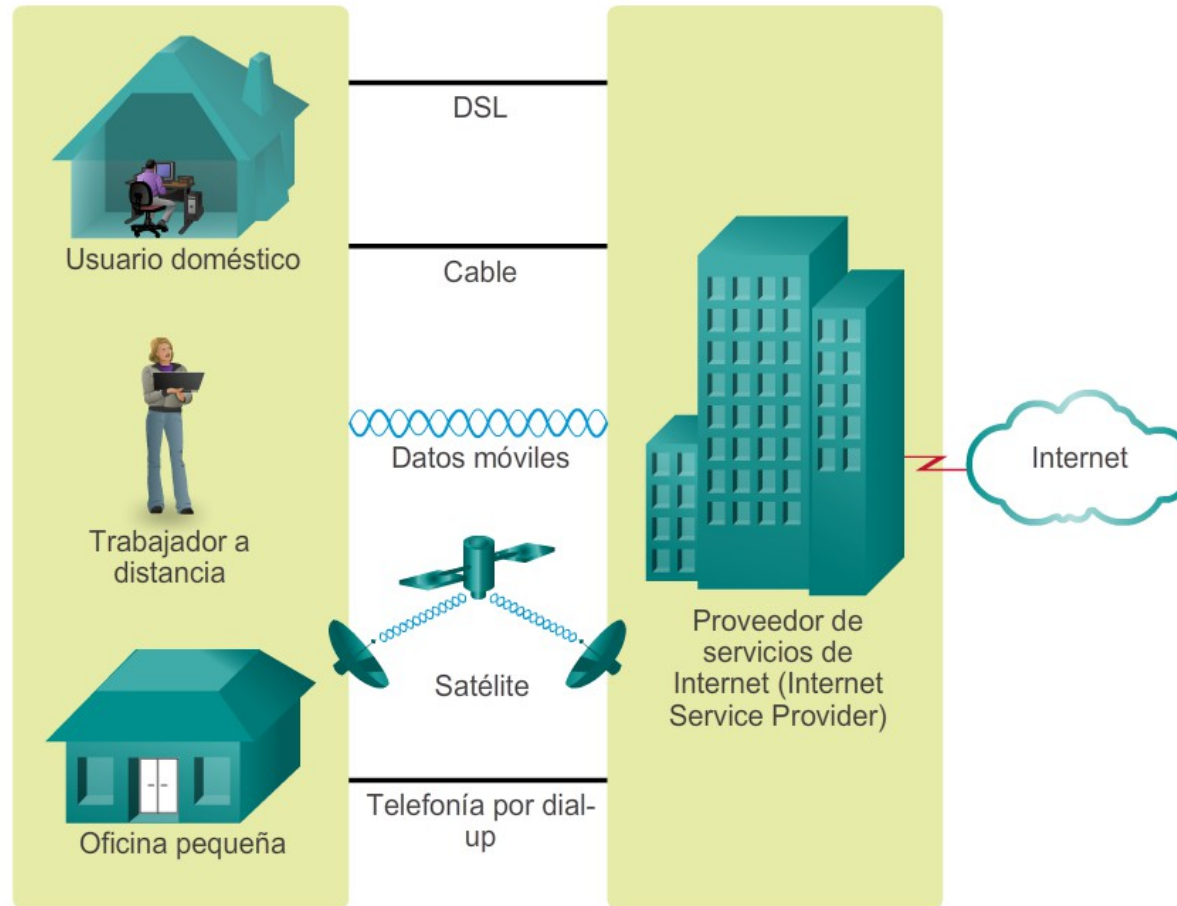 Usuario doméstico
Trabajador a
distancia
Oficina pequeña
DSL
Cable
Datos móviles
Satélite
Telefonía por dial-
up
Proveedor de
servicios de
Internet (Internet
Service Provider)
Internet